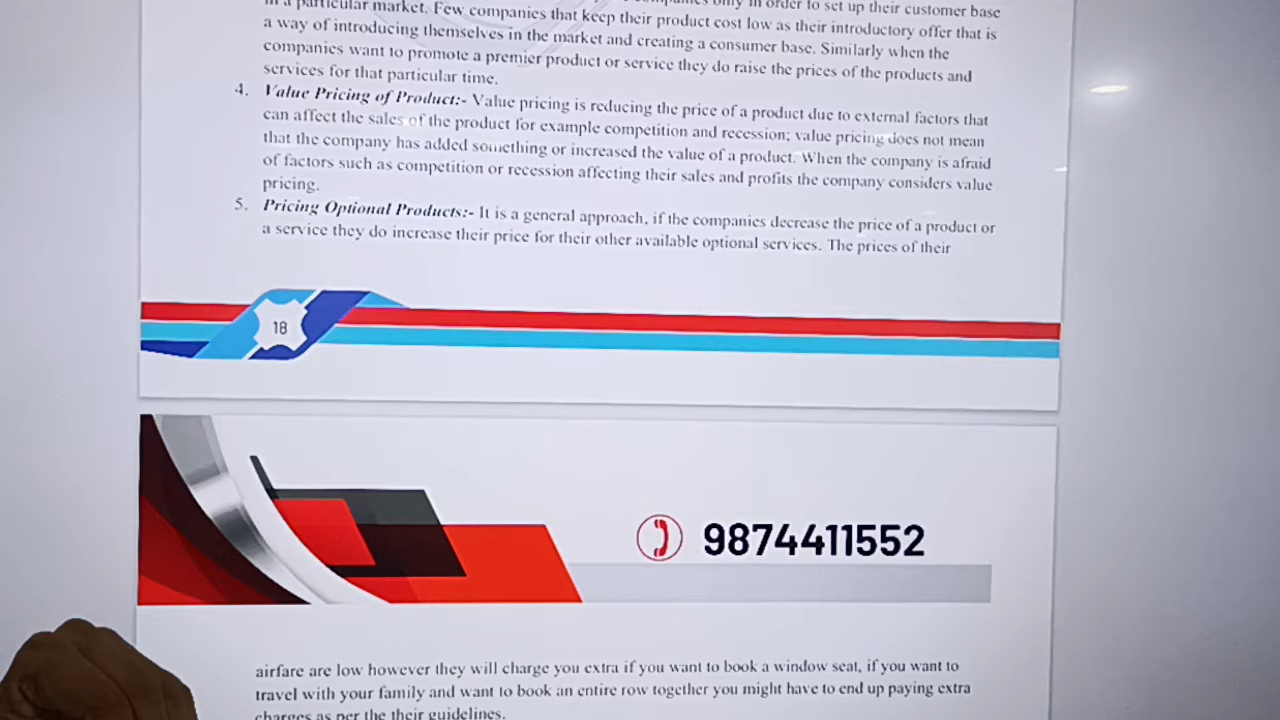 in a particular market. Few companies that keep their product cost low as their introductory offer that is
only in order to set up their customer base
a way of introducing themselves in the market and creating a consumer base. Similarly when the
companies want to promote a premier product or service they do raise the prices of the products and
services for that particular time.
4. Value Pricing of Product:- Value pricing is reducing the price of a product due to external factors that
can affect the sales of the product for example competition and recession; value pricing does not mean
that the company has added something or increased the value of a product. When the company is afraid
of factors such as competition or recession affecting their sales and profits the company considers value
pricing.
5. Pricing Optional Products:- It is a general approach, if the companies decrease the price of a product or
a service they do increase their price for their other available optional services. The prices of their
18
9874411552
airfare are low however they will charge you extra if you want to book a window seat, if you want to
travel with your family and want to book an entire row together you might have to end up paying extra
charges as per the their guidelines.